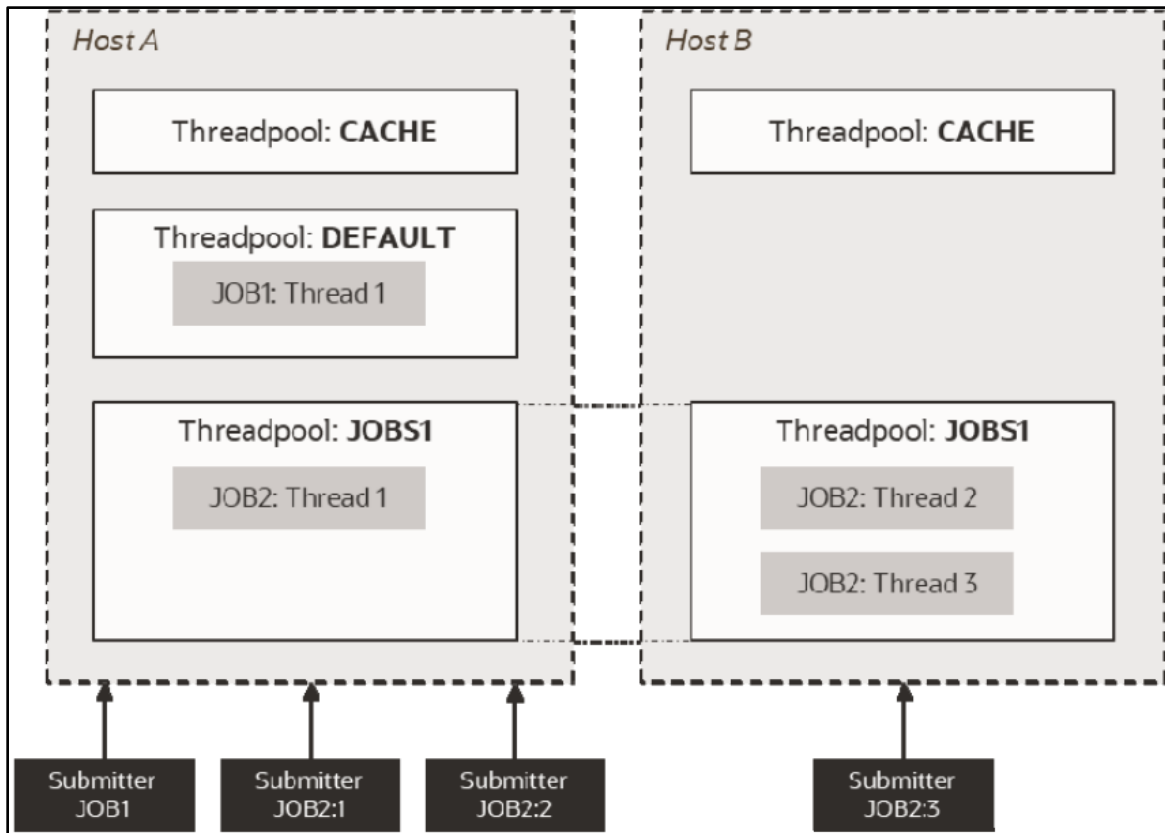 Host A
Threadpool: CACHE
Threadpool: DEFAULT
JOB1: Thread 1
Threadpool: JOBS1
JOB2: Thread 1
Host B
Threadpool: CACHE
Threadpool: JOBS1
JOB2: Thread 2
JOB2: Thread 3
Submitter
JOB1
Submitter
JOB2:1
Submitter
JOB2:2
Submitter
JOB2:3